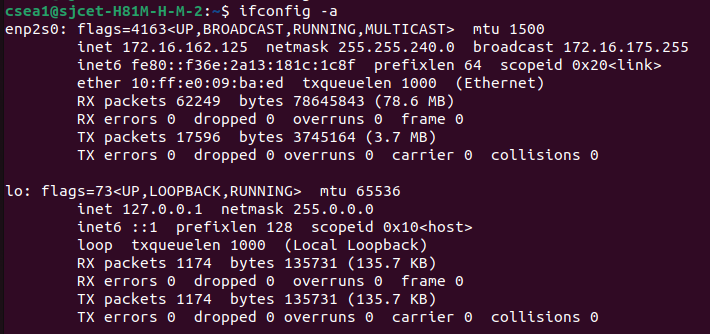 csea1@sjcet-H81M-H-M-2:~$ ifconfig -a
enp2s0: flags=4163<UP,BROADCAST,RUNNING,MULTICAST>  mtu 1500
        inet 172.16.162.125  netmask 255.255.240.0  broadcast 172.16.175.255
        inet6 fe80::f36e:2a13:181c:1c8f  prefixlen 64  scopeid 0x20<link>
        ether 10:ff:e0:09:ba:ed  txqueuelen 1000  (Ethernet)
        RX packets 62249  bytes 78645843 (78.6 MB)
        RX errors 0  dropped 0  overruns 0  frame 0
        TX packets 17596  bytes 3745164 (3.7 MB)
        TX errors 0  dropped 0 overruns 0  carrier 0  collisions 0

lo: flags=73<UP,LOOPBACK,RUNNING>  mtu 65536
        inet 127.0.0.1  netmask 255.0.0.0
        inet6 ::1  prefixlen 128  scopeid 0x10<host>
        loop  txqueuelen 1000  (Local Loopback)
        RX packets 1174  bytes 135731 (135.7 KB)
        RX errors 0  dropped 0  overruns 0  frame 0
        TX packets 1174  bytes 135731 (135.7 KB)
        TX errors 0  dropped 0 overruns 0  carrier 0  collisions 0